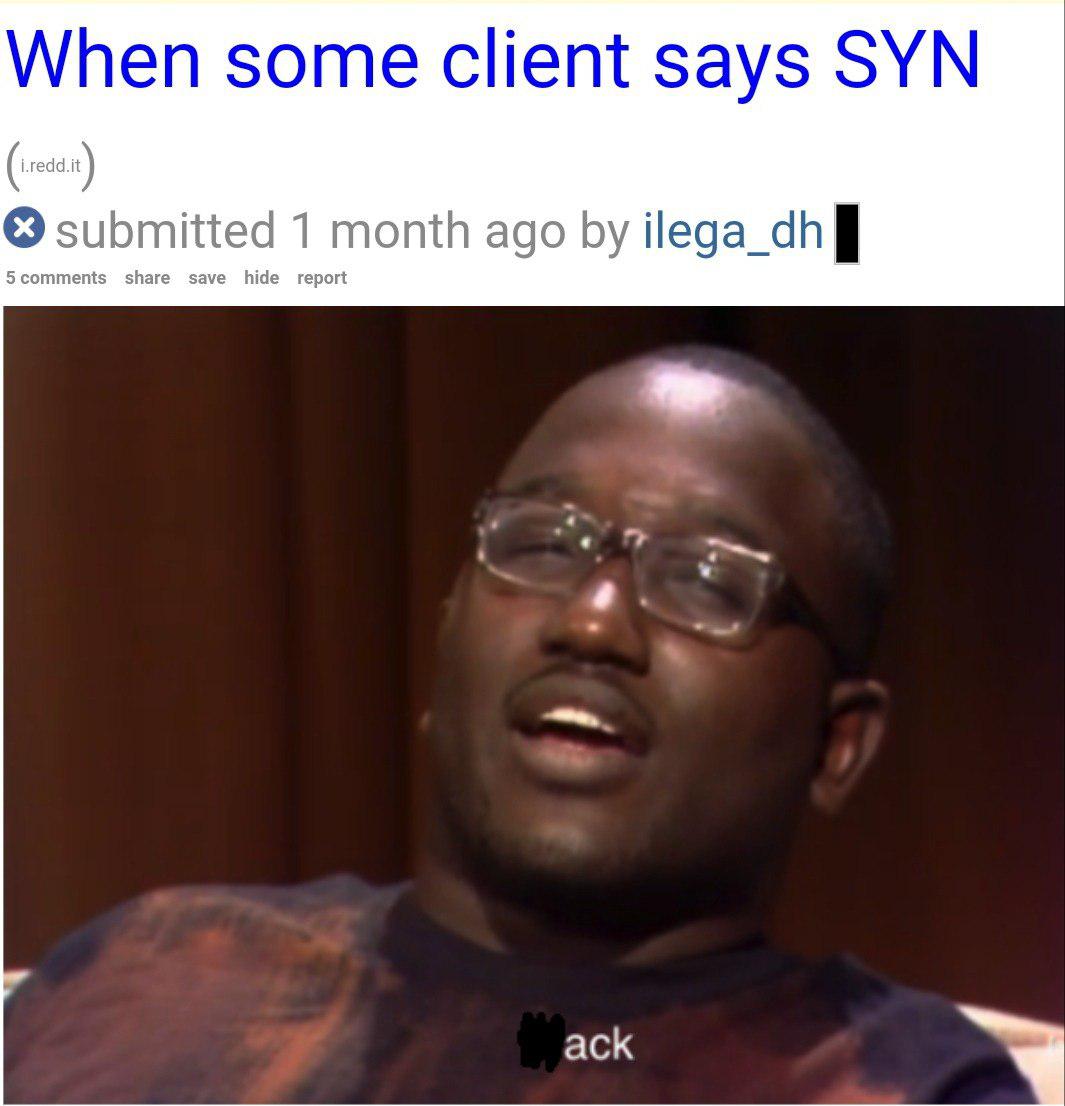 When some client says SYN
(i.redd.it)
submitted 1 month ago by ilega_dh
5 comments share save hide report
ack